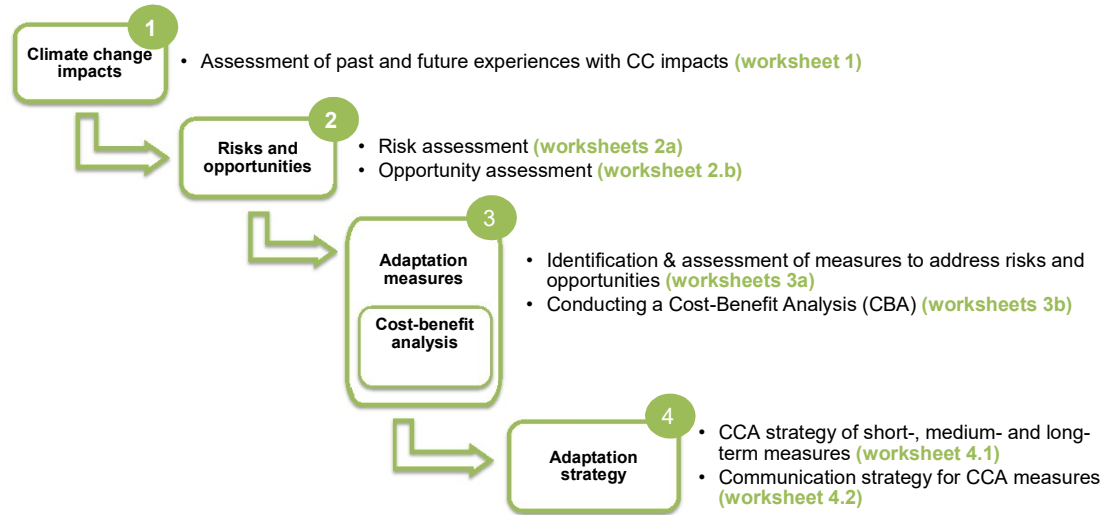 1
Climate change
impacts
• Assessment of past and future experiences with CC impacts (worksheet 1)
2
Risks and
opportunities
• Risk assessment (worksheets 2a)
• Opportunity assessment (worksheet 2.b)
3
Adaptation
measures
Cost-benefit
analysis
• Identification & assessment of measures to address risks and
opportunities (worksheets 3a)
• Conducting a Cost-Benefit Analysis (CBA) (worksheets 3b)
4
Adaptation
strategy
• CCA strategy of short-, medium- and long-
term measures (worksheet 4.1)
• Communication strategy for CCA measures
(worksheet 4.2)